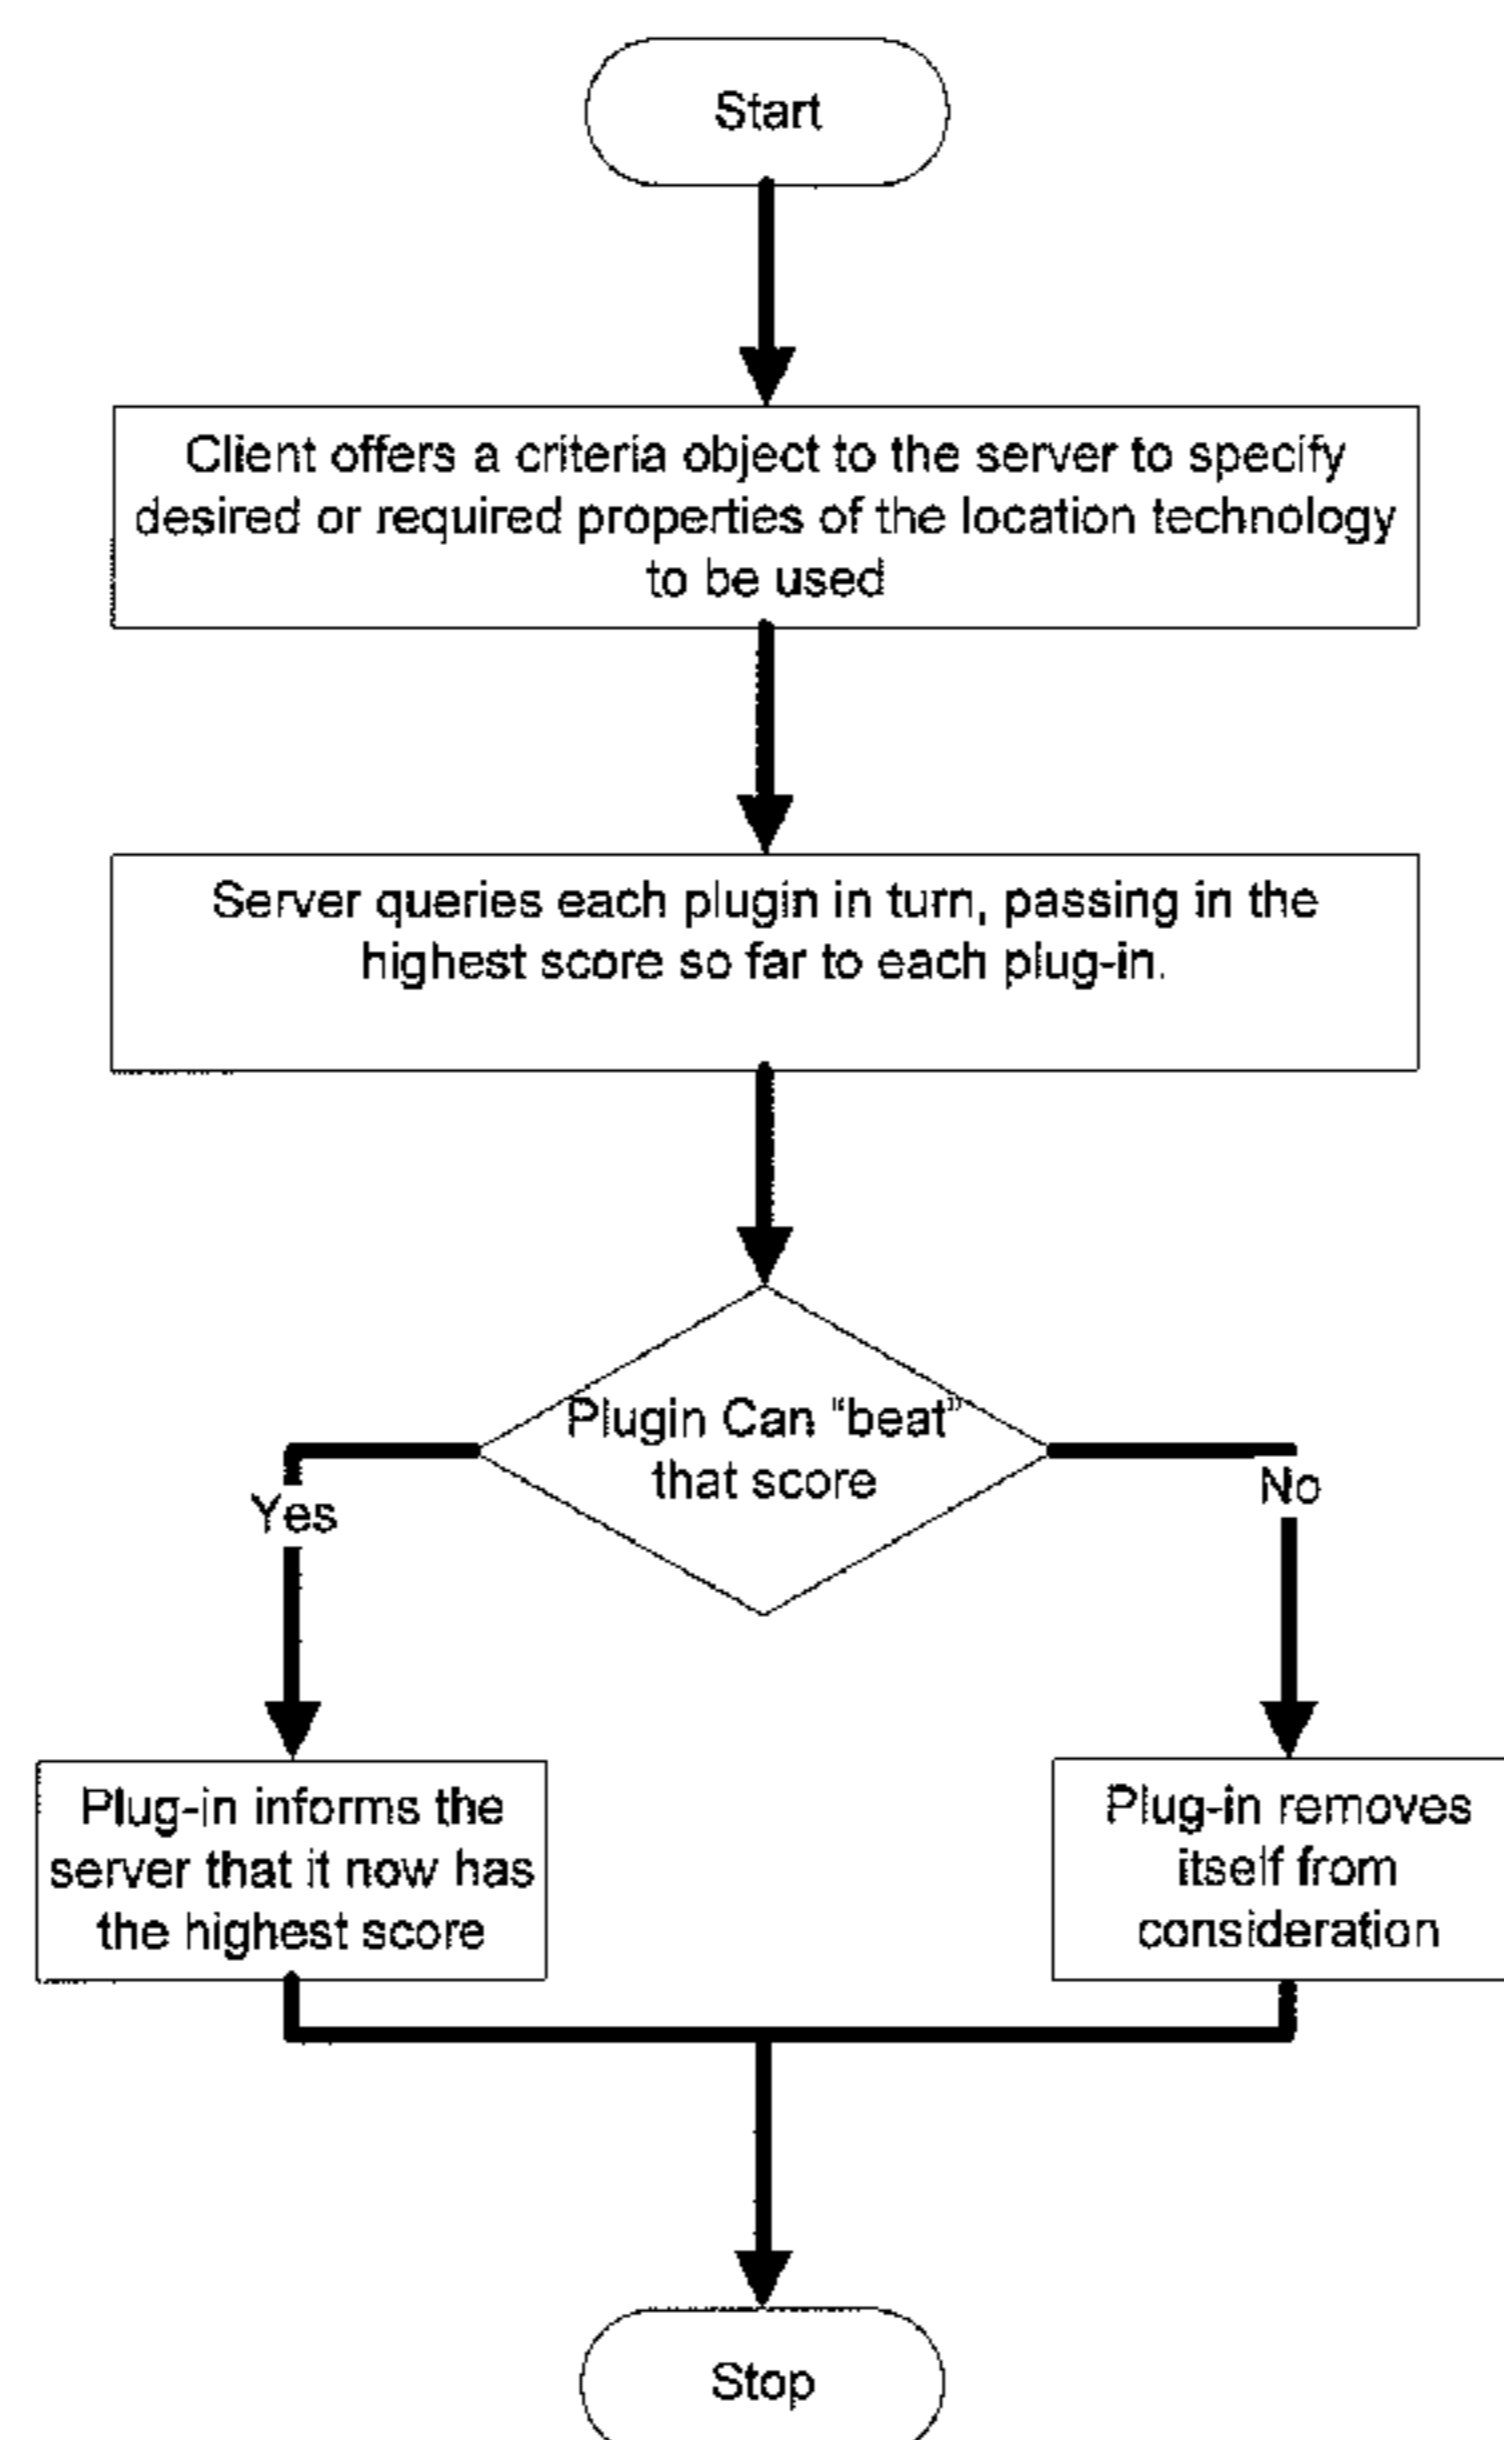 Start
Client offers a criteria object to the server to specify
desired or required properties of the location technology
to be used
Server queries each plugin in turn, passing in the
highest score so far to each plug-in.
Plugin Can "beat"
that score
Yes
No
Plug-in informs the
server that it now has
the highest score
Plug-in removes
itself from
consideration
Stop